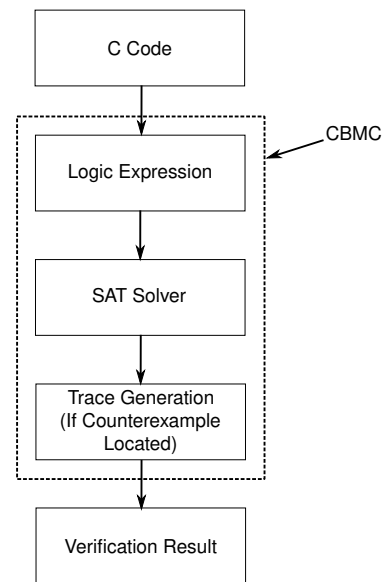 C Code
CBMC
Logic Expression
SAT Solver
Trace Generation
(If Counterexample
Located)
Verification Result